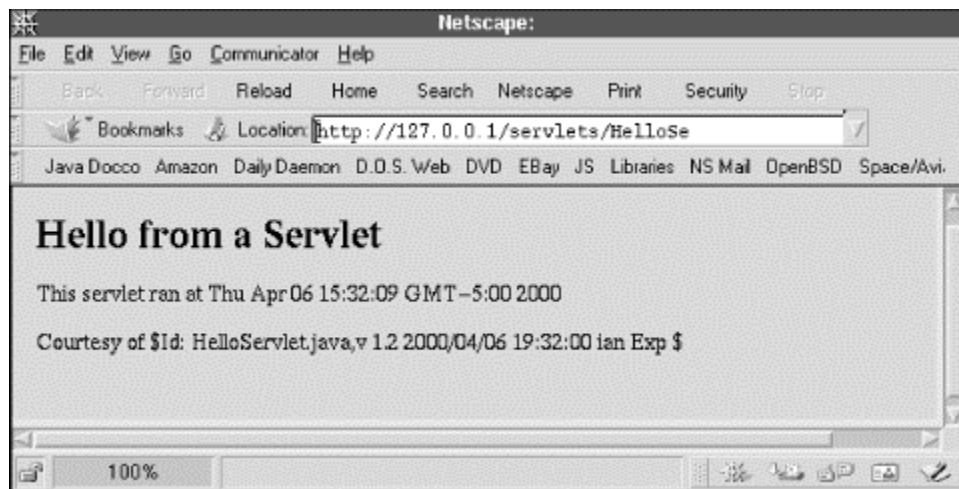 Netscape:
File Edit View Go Communicator Help
Back Forward Reload Home Search Netscape Print Security Stop
Bookmarks Location: http://127.0.0.1/servlets/HelloSe
Java Docco Amazon Daily Daemon D.O.S. Web DVD EBay JS Libraries NS Mail OpenBSD Space/Avi
Hello from a Servlet
This servlet ran at Thu Apr 06 15:32:09 GMT-5:00 2000
Courtesy of $Id: HelloServlet.java,v 1.2 2000/04/06 19:32:00 ian Exp $
100%